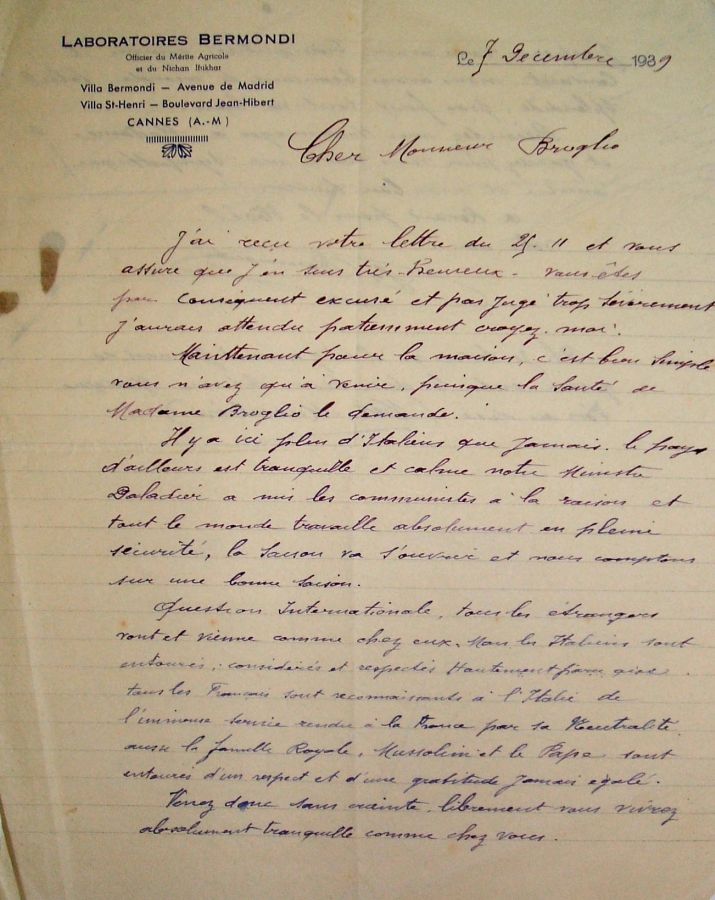 LABORATOIRES BERMONDI
Officier du Mérite Agricole
et du Nichan Iftikhar
Villa Bermondi — Avenue de Madrid
Villa St-Henri — Boulevard Jean-Hibert
CANNES (A.-M)
Le 7 Décembre 1939
Cher Monsieur Broglio
J'ai reçu votre lettre du 25.11 et vous
assure que j'en suis très heureux. vous êtes
par conséquent excusé et pas jugé trop sévèrement
j'aurais attendu patiemment croyez-moi.
Maintenant pour la maison, c'est bien simple
vous n'avez qu'à venir, puisque la santé de
Madame Broglio le demande.
Il y a ici plus d'Italiens que jamais. le pays
d'ailleurs est tranquille et calme notre Ministre
Daladier a mis les communistes à la raison et
tout le monde travaille absolument en pleine
sécurité, la saison va s'ouvrir et nous comptons
sur une bonne saison.
Question Internationale, tous les étrangers
vont et vienne comme chez eux. Mais les Italiens sont
entourés, considérés et respectés Hautement
tous les Français sont reconnaissants à l'Italie de
l'immense service rendu à la France par sa Neutralité
aussi la famille Royale, Mussolini et le Pape sont
entourés d'un respect et d'une gratitude jamais égalé.
Venez donc sans crainte, librement vous vivrez
absolument tranquille comme chez vous.